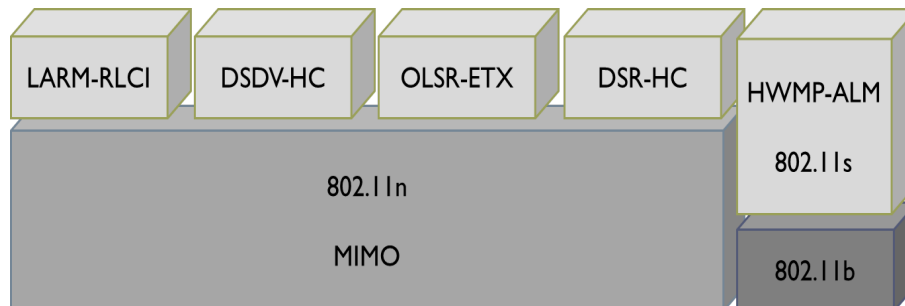 LARM-RLCI
DSDV-HC
OLSR-ETX
DSR-HC
HWMP-ALM
802.11s
802.11n
MIMO
802.11b